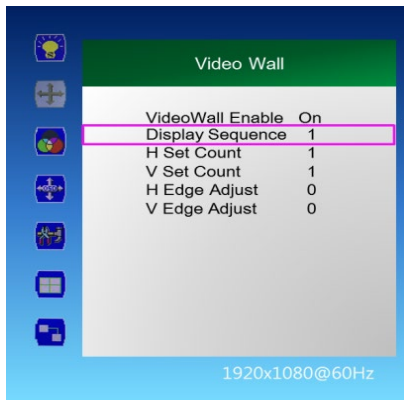 Video Wall
VideoWall Enable On
Display Sequence 1
H Set Count 1
V Set Count 1
H Edge Adjust 0
V Edge Adjust 0
1920x1080@60Hz